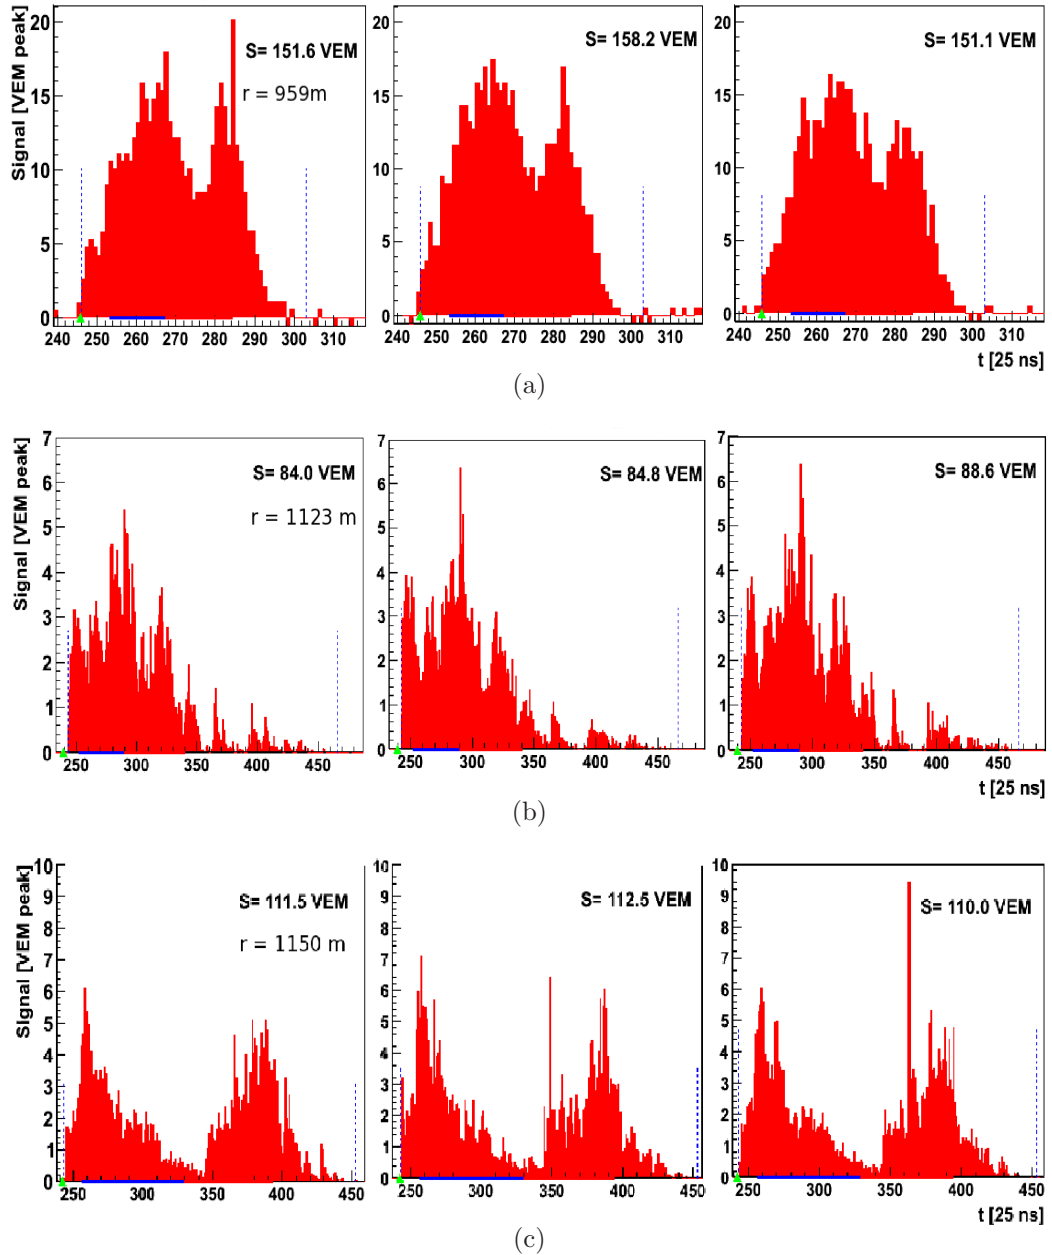 Signal [VEM peak]
S= 151.6 VEM
r = 959m
20
15
10
5
0
240 250 260 270 280 290 300 310
S= 158.2 VEM
20
15
10
5
0
240 250 260 270 280 290 300 310
S= 151.1 VEM
20
15
10
5
0
240 250 260 270 280 290 300 310
t [25 ns]
(a)
Signal [VEM peak]
S= 84.0 VEM
r = 1123 m
7
6
5
4
3
2
1
0
250 300 350 400 450
S= 84.8 VEM
7
6
5
4
3
2
1
0
250 300 350 400 450
S= 88.6 VEM
7
6
5
4
3
2
1
0
250 300 350 400 450
t [25 ns]
(b)
Signal [VEM peak]
S= 111.5 VEM
r = 1150 m
10
9
8
7
6
5
4
3
2
1
0
250 300 350 400 450
S= 112.5 VEM
10
9
8
7
6
5
4
3
2
1
0
250 300 350 400 450
S= 110.0 VEM
10
9
8
7
6
5
4
3
2
1
0
250 300 350 400 450
t [25 ns]
(c)